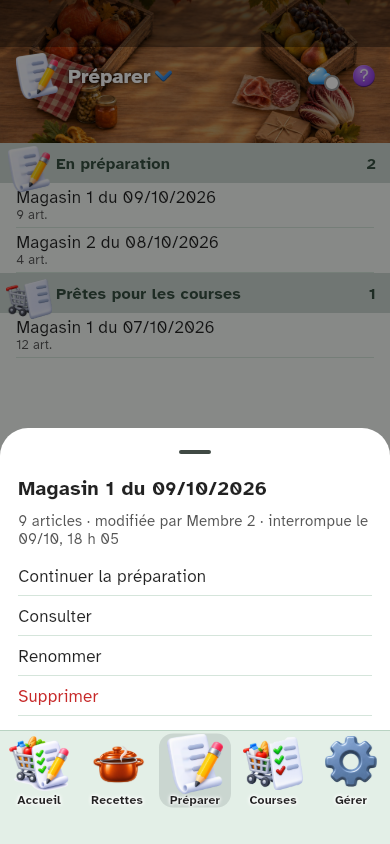 Préparer
?
En préparation 2
Magasin 1 du 09/10/2026
9 art.
Magasin 2 du 08/10/2026
4 art.
Prêtes pour les courses 1
Magasin 1 du 07/10/2026
12 art.
Magasin 1 du 09/10/2026
9 articles · modifiée par Membre 2 · interrompue le
09/10, 18 h 05
Continuer la préparation
Consulter
Renommer
Supprimer
Accueil Recettes Préparer Courses Gérer